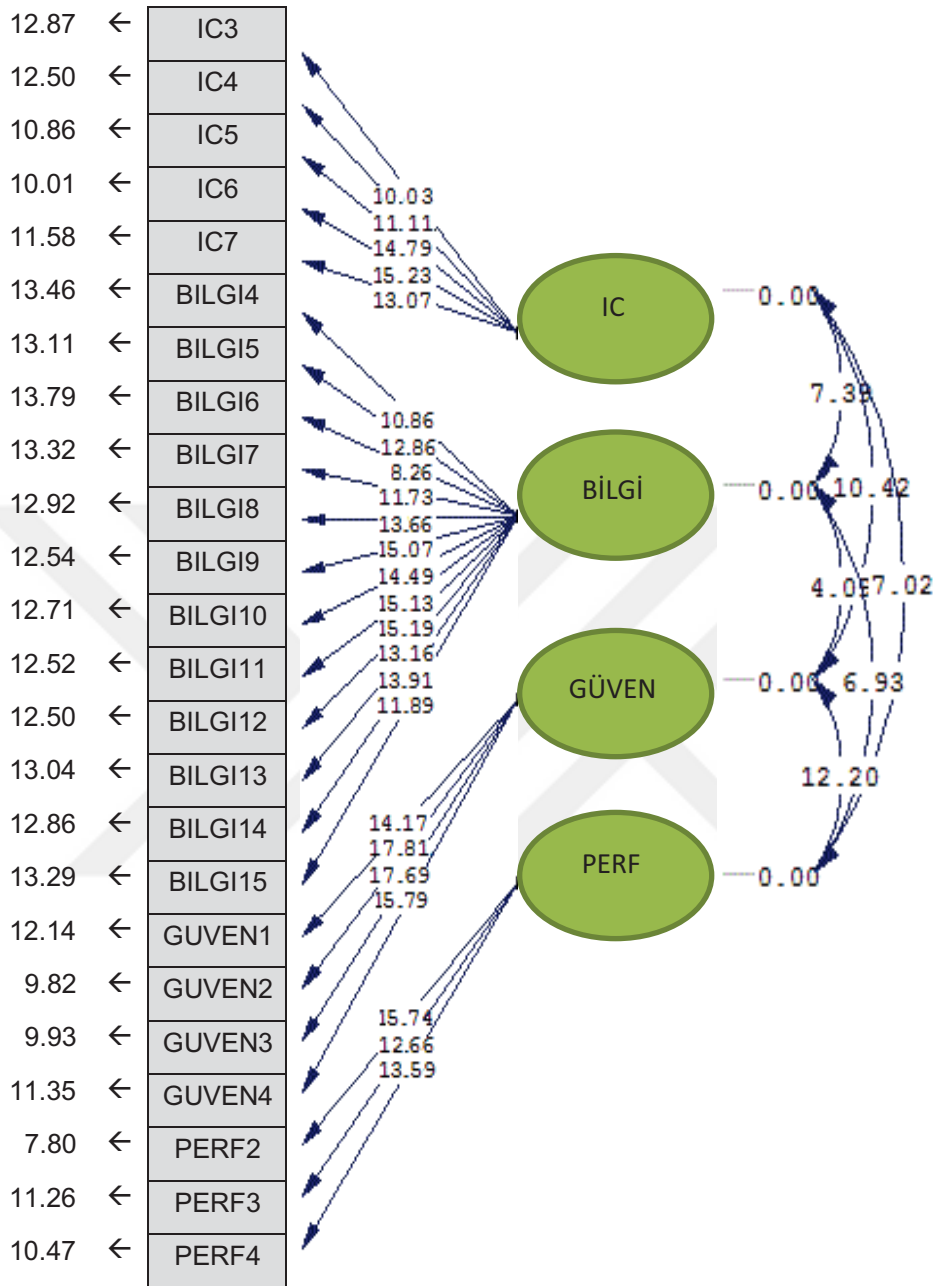 12.87 ← IC3
12.50 ← IC4
10.86 ← IC5
10.01 ← IC6
11.58 ← IC7
13.46 ← BILGI4
13.11 ← BILGI5
13.79 ← BILGI6
13.32 ← BILGI7
12.92 ← BILGI8
12.54 ← BILGI9
12.71 ← BILGI10
12.52 ← BILGI11
12.50 ← BILGI12
13.04 ← BILGI13
12.86 ← BILGI14
13.29 ← BILGI15
12.14 ← GUVEN1
9.82 ← GUVEN2
9.93 ← GUVEN3
11.35 ← GUVEN4
7.80 ← PERF2
11.26 ← PERF3
10.47 ← PERF4
10.03
11.11
14.79
15.23
13.07
10.86
12.86
8.26
11.73
13.66
15.07
14.49
15.13
15.19
13.16
13.91
11.89
14.17
17.81
17.69
15.79
15.74
12.66
13.59
IC
BİLGİ
GÜVEN
PERF
0.00
0.00
0.00
0.00
10.42
7.02
6.93
12.20